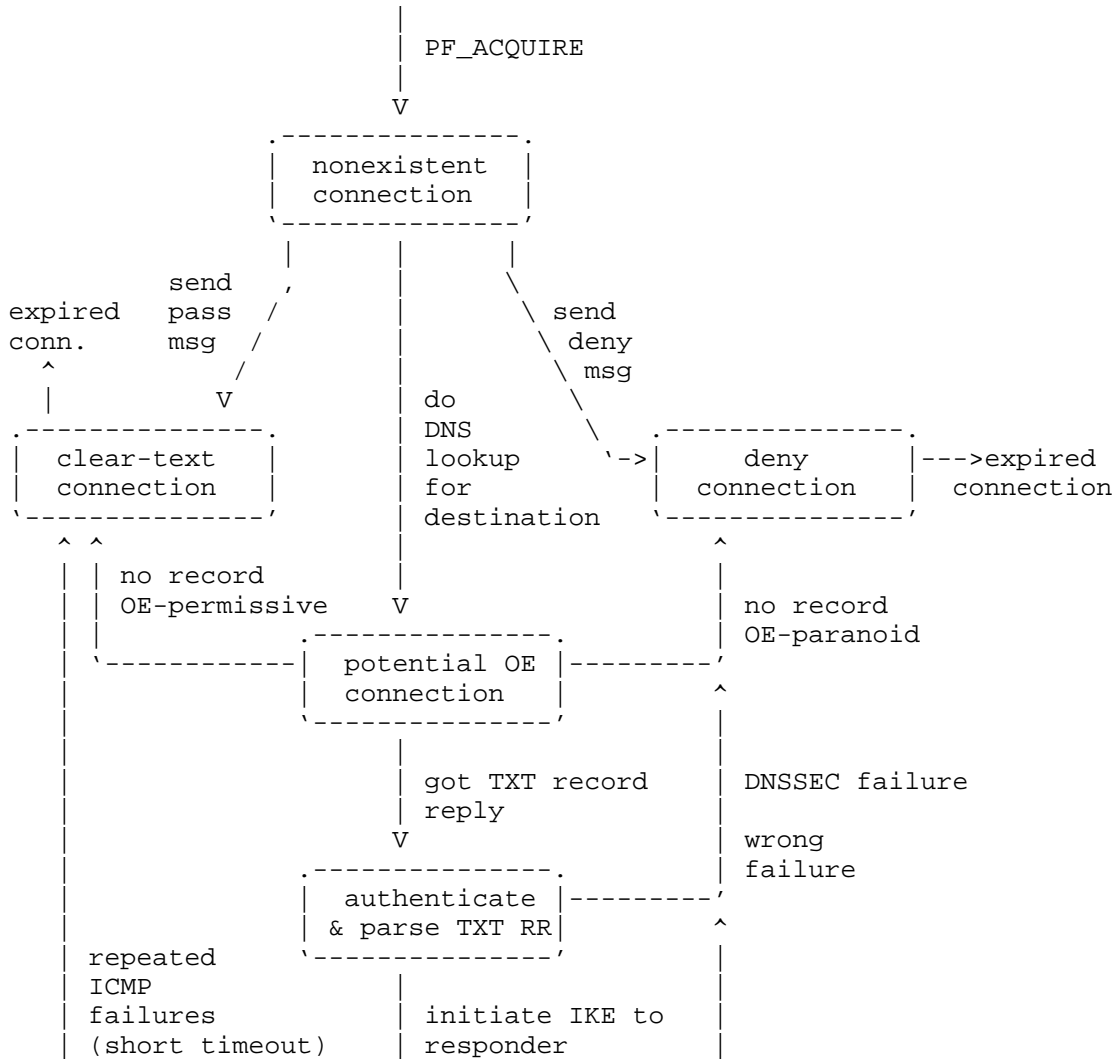 PF_ACQUIRE
nonexistent
connection
send
expired pass send
conn. msg deny
msg
do
DNS
clear-text lookup deny expired
connection for connection connection
destination
no record no record
OE-permissive OE-paranoid
potential OE
connection
got TXT record DNSSEC failure
reply
wrong
failure
authenticate
& parse TXT RR
repeated
ICMP
failures initiate IKE to
(short timeout) responder